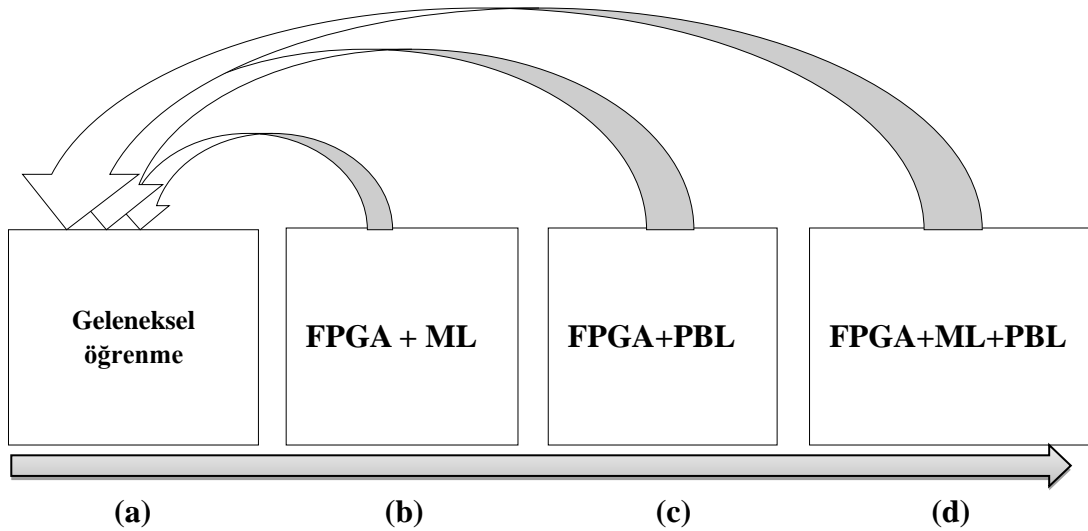 Geleneksel
öğrenme
FPGA + ML
FPGA+PBL
FPGA+ML+PBL
(a)
(b)
(c)
(d)